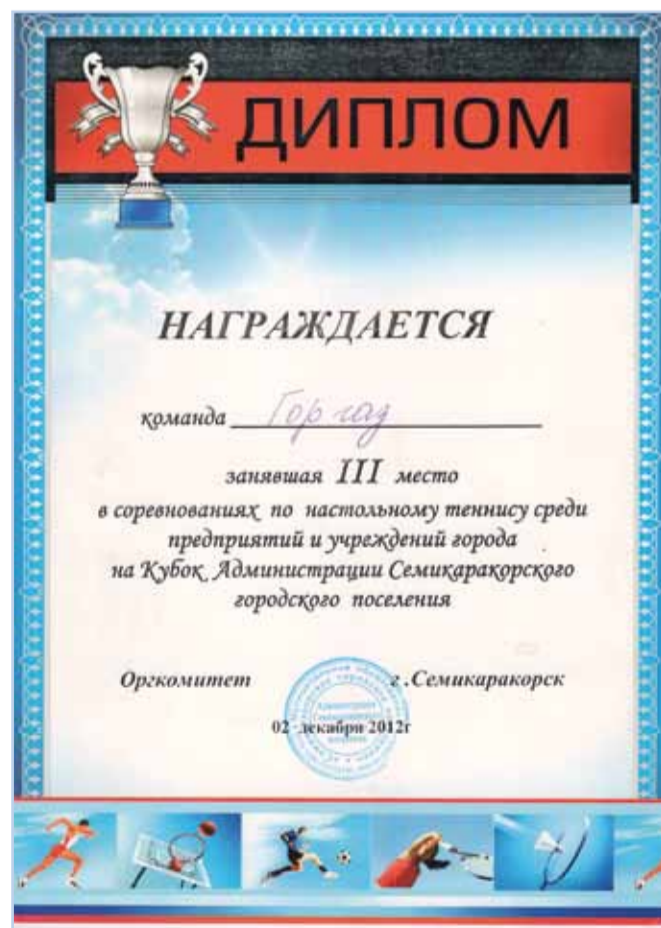 ДИПЛОМ
НАГРАЖДАЕТСЯ
команда Горгаз
занявшая III место
в соревнованиях по настольному теннису среди
предприятий и учреждений города
на Кубок Администрации Семикаракорского
городского поселения
Оргкомитет г.Семикаракорск
02 декабря 2012г